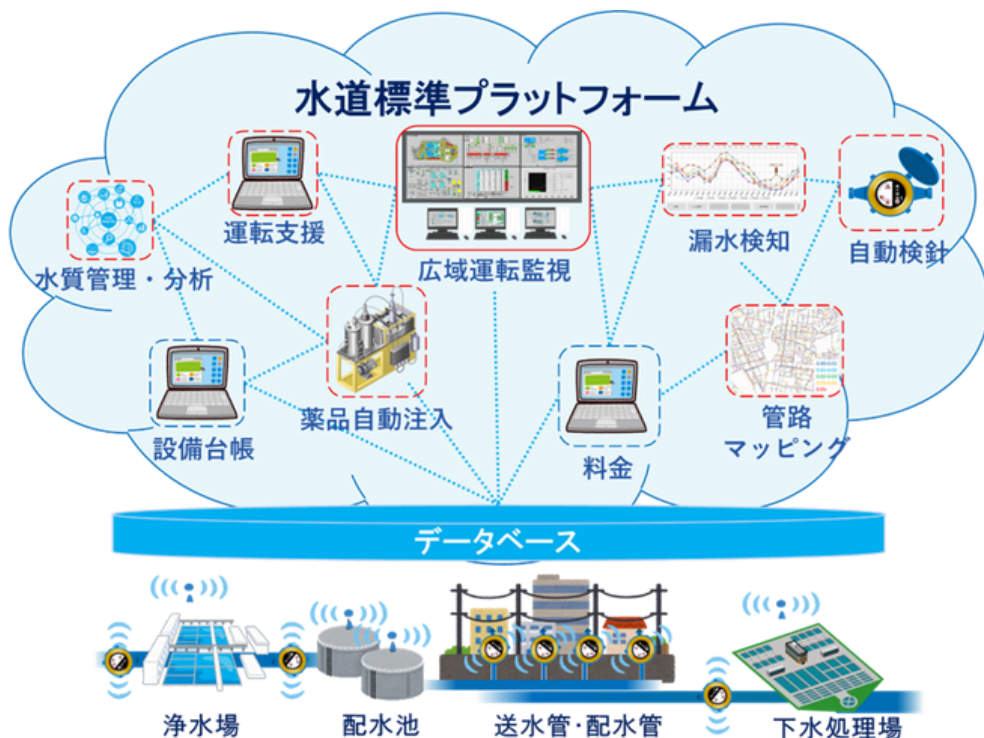 水道標準プラットフォーム
運転支援
水質管理・分析
広域運転監視
漏水検知
自動検針
設備台帳
薬品自動注入
料金
管路
マッピング
データベース
浄水場
配水池
送水管・配水管
下水処理場